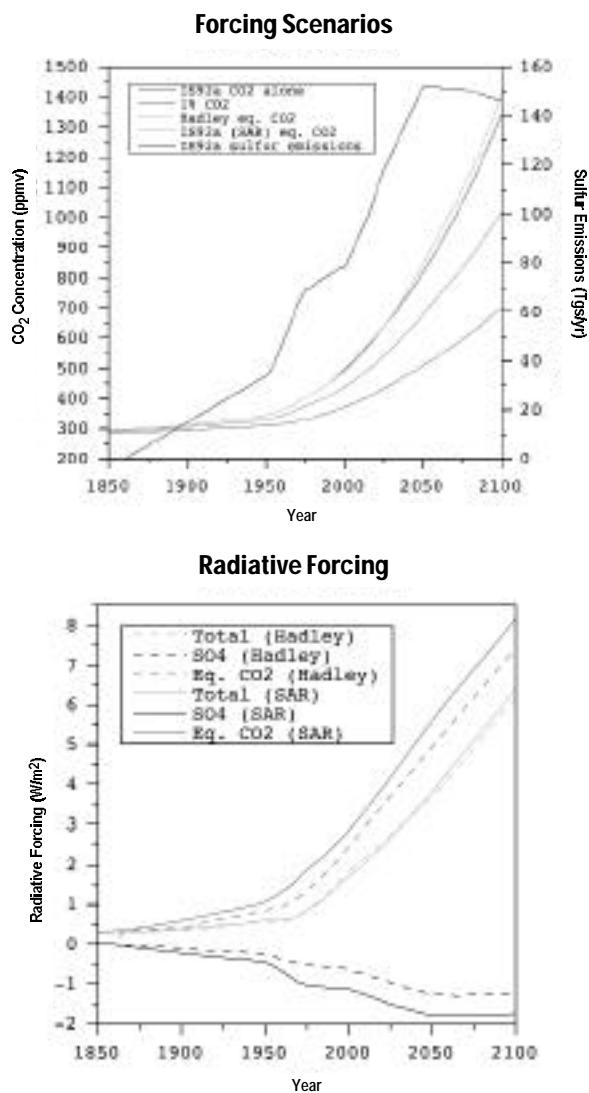 Forcing Scenarios
1500
1400
1300
1200
1100
1000
900
800
700
600
500
400
300
200
CO2 Concentration (ppmv)
IS92a CO2 alone
1% CO2
Hadley eq. CO2
IS92a (SAR) eq. CO2
IS92a sulfur emissions
160
140
120
100
80
60
40
20
0
Sulfur Emissions (Tgs/yr)
1850 1900 1950 2000 2050 2100
Year
Radiative Forcing
8
7
6
5
4
3
2
1
0
-1
-2
Radiative Forcing (W/m2)
Total (Hadley)
SO4 (Hadley)
Eq. CO2 (Hadley)
Total (SAR)
SO4 (SAR)
Eq. CO2 (SAR)
1850 1900 1950 2000 2050 2100
Year